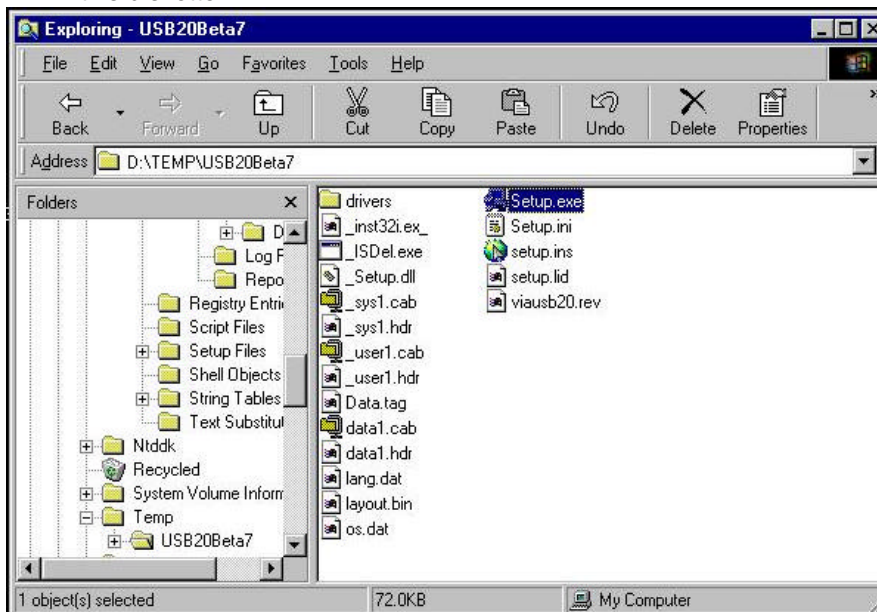 Exploring - USB20Beta7
File Edit View Go Favorites Tools Help
Back Forward Up Cut Copy Paste Undo Delete Properties »
Address D:\TEMP\USB20Beta7
Folders
D
Log F
Repo
Registry Entri
Script Files
Setup Files
Shell Objects
String Tables
Text Substitu
Ntddk
Recycled
System Volume Inform
Temp
USB20Beta7
drivers
_inst32i.ex_
_ISDel.exe
_Setup.dll
_sys1.cab
_sys1.hdr
_user1.cab
_user1.hdr
Data.tag
data1.cab
data1.hdr
lang.dat
layout.bin
os.dat
Setup.exe
Setup.ini
setup.ins
setup.lid
viausb20.rev
1 object(s) selected 72.0KB My Computer